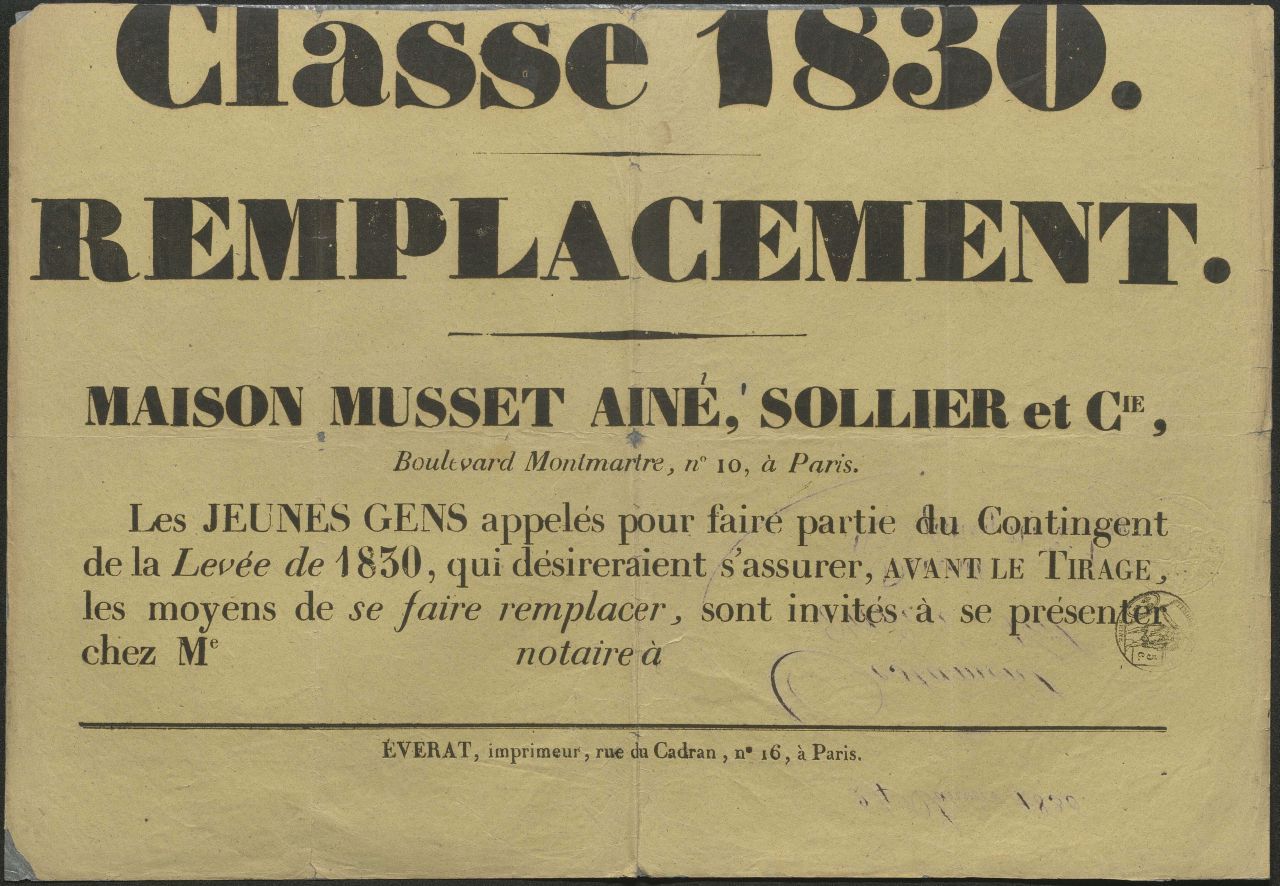 Classe 1830.
REMPLACEMENT.
MAISON MUSSET AINÉ, SOLLIER et CIE,
Boulevard Montmartre, n° 10, à Paris.
Les JEUNES GENS appelés pour faire partie du Contingent
de la Levée de 1830, qui désireraient s'assurer, AVANT LE TIRAGE,
les moyens de se faire remplacer, sont invités à se présenter
chez Me notaire à
ÉVERAT, imprimeur, rue du Cadran, n° 16, à Paris.
1830